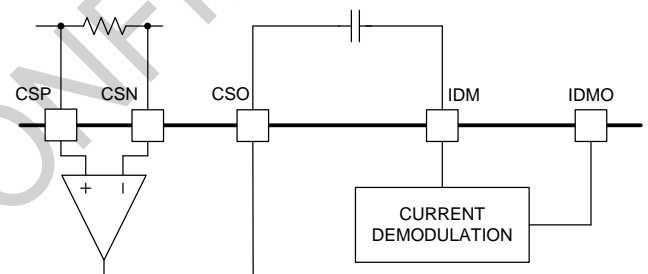 CSP CSN CSO IDM IDMO
+ −
CURRENT
DEMODULATION